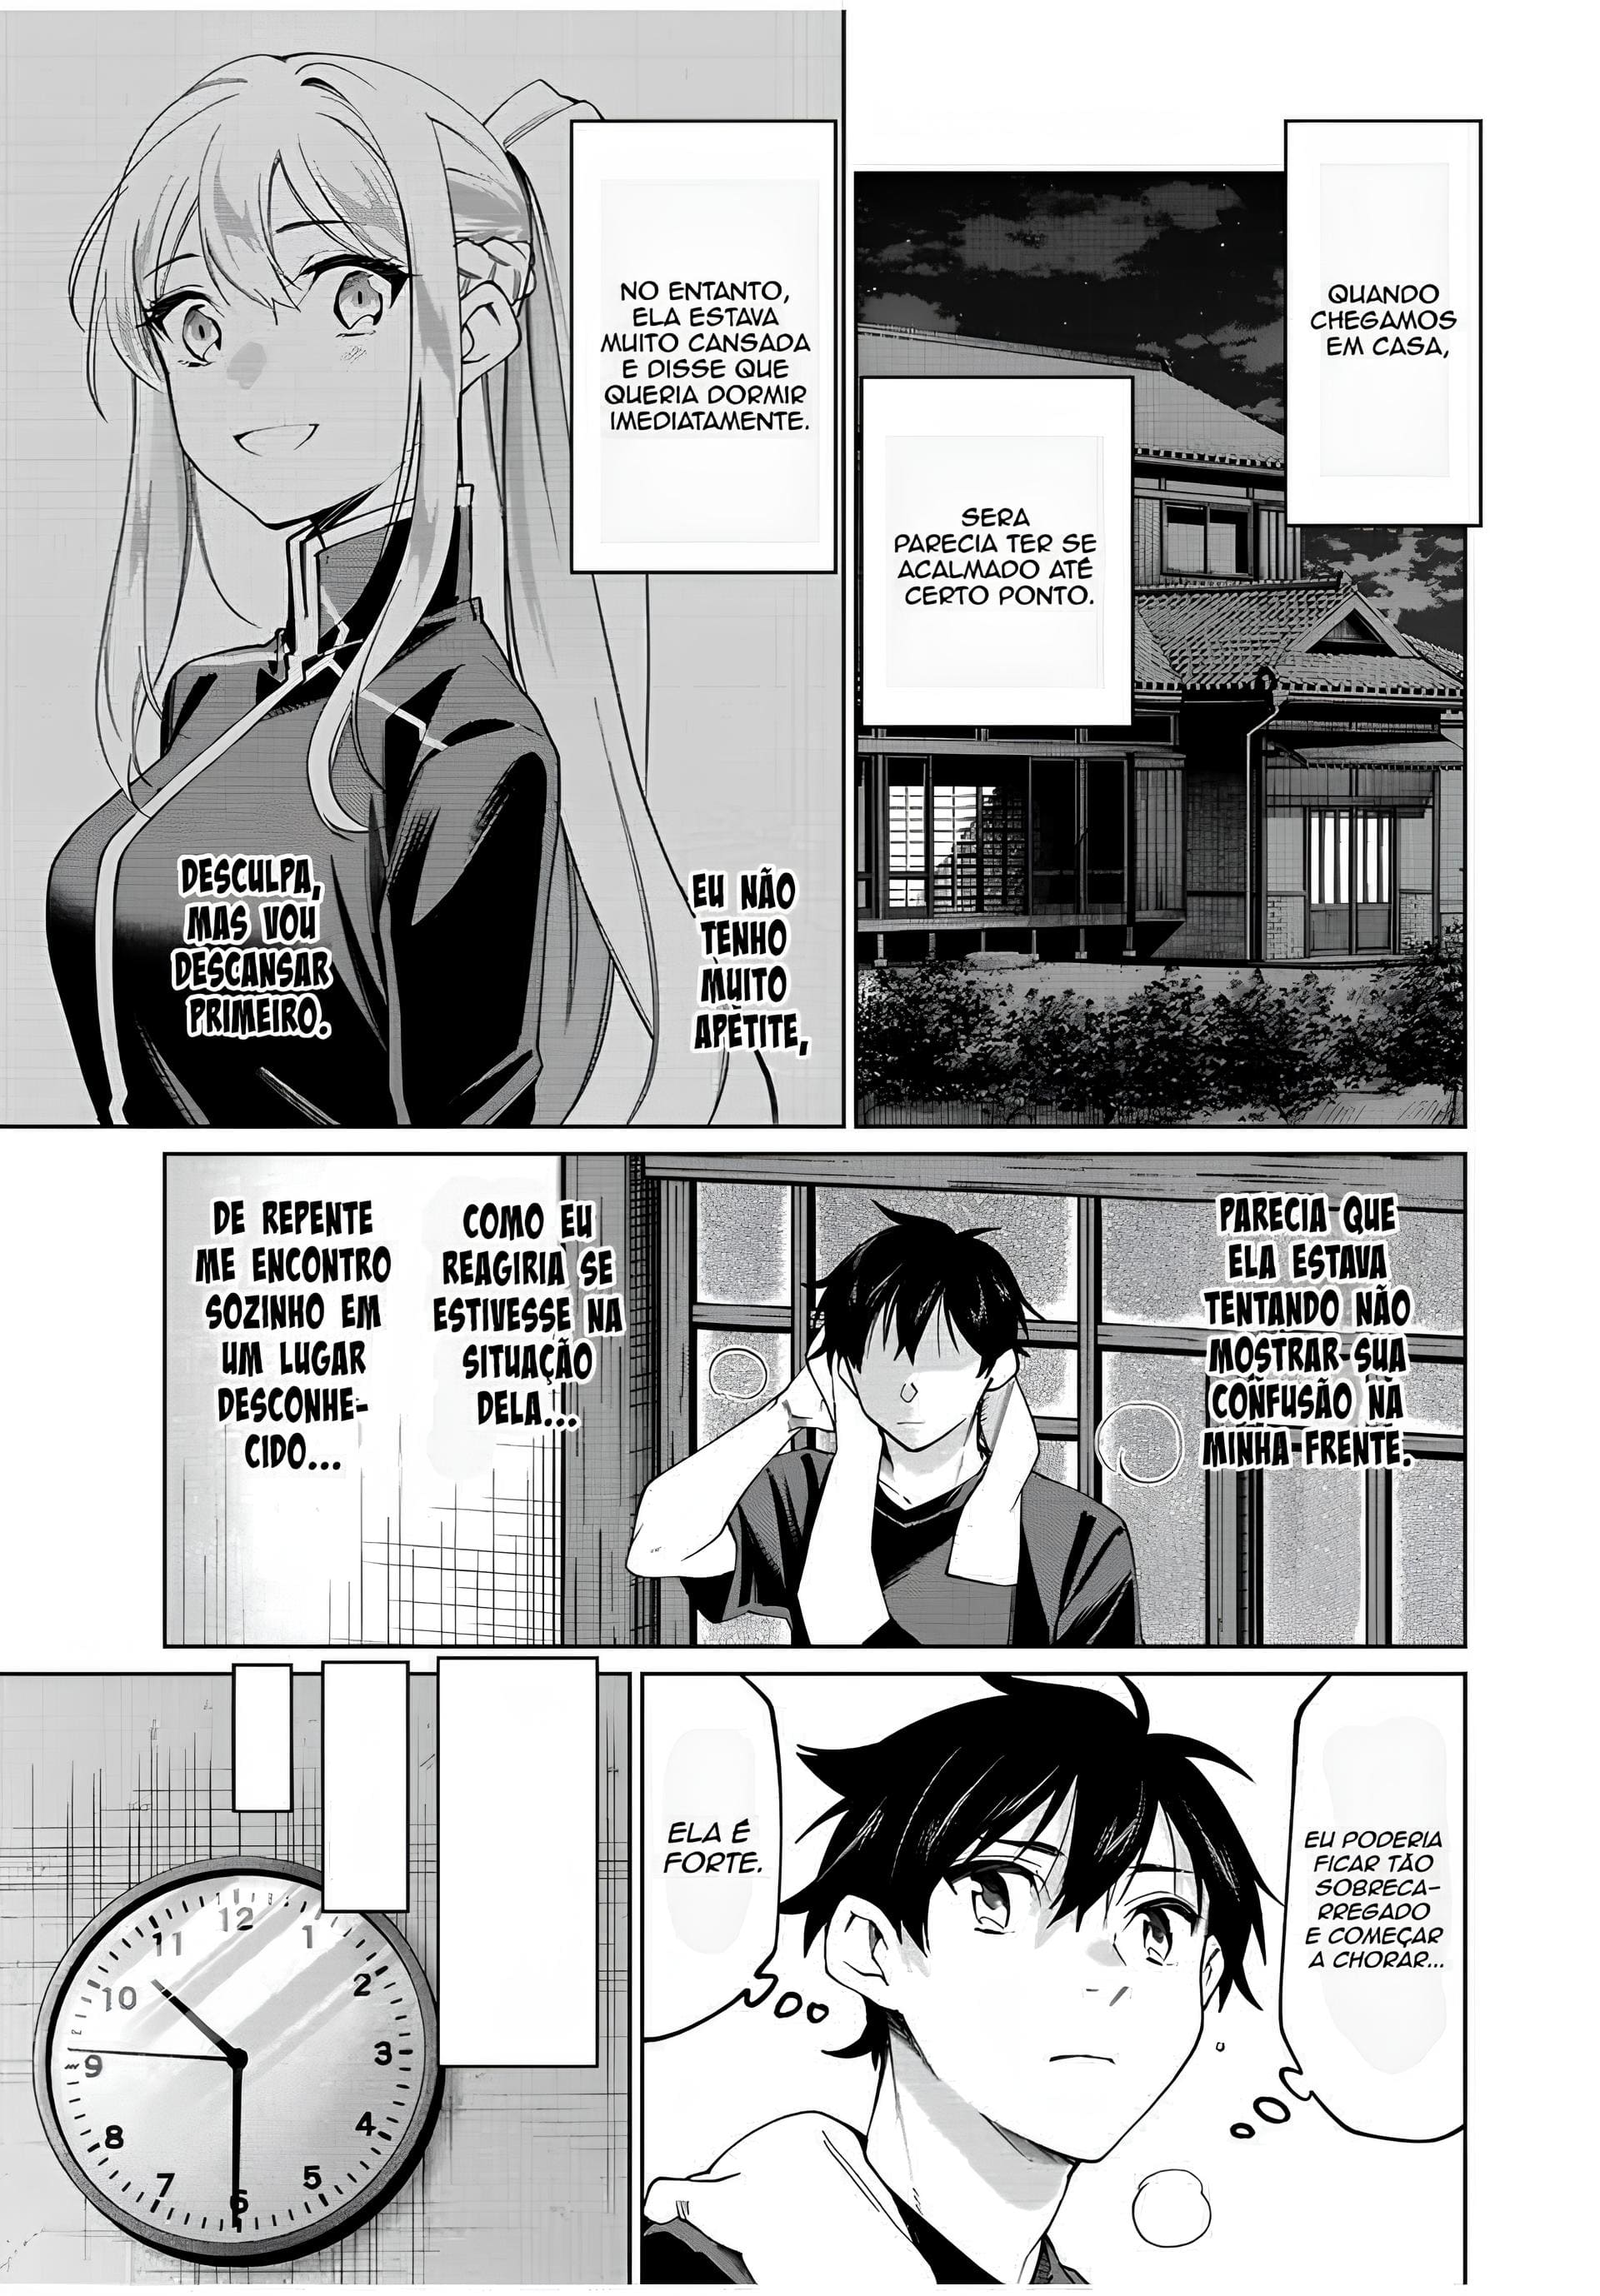 QUANDO
CHEGAMOS
EM CASA,
SERA
PARECIA TER SE
ACALMADO ATÉ
CERTO PONTO.
NO ENTANTO,
ELA ESTAVA
MUITO CANSADA
E DISSE QUE
QUERIA DORMIR
IMEDIATAMENTE.
EU NÃO
TENHO
MUITO
APETITE,
DESCULPA,
MAS VOU
DESCANSAR
PRIMEIRO.
PARECIA QUE
ELA ESTAVA
TENTANDO NÃO
MOSTRAR SUA
CONFUSÃO NA
MINHA FRENTE.
COMO EU
REAGIRIA SE
ESTIVESSE NA
SITUAÇÃO
DELA...
DE REPENTE
ME ENCONTRO
SOZINHO EM
UM LUGAR
DESCONHE-
CIDO...
EU PODERIA
FICAR TÃO
SOBRECA-
RREGADO
E COMEÇAR
A CHORAR...
ELA É
FORTE.
12
11
1
10
2
9
3
8
4
7
5
6